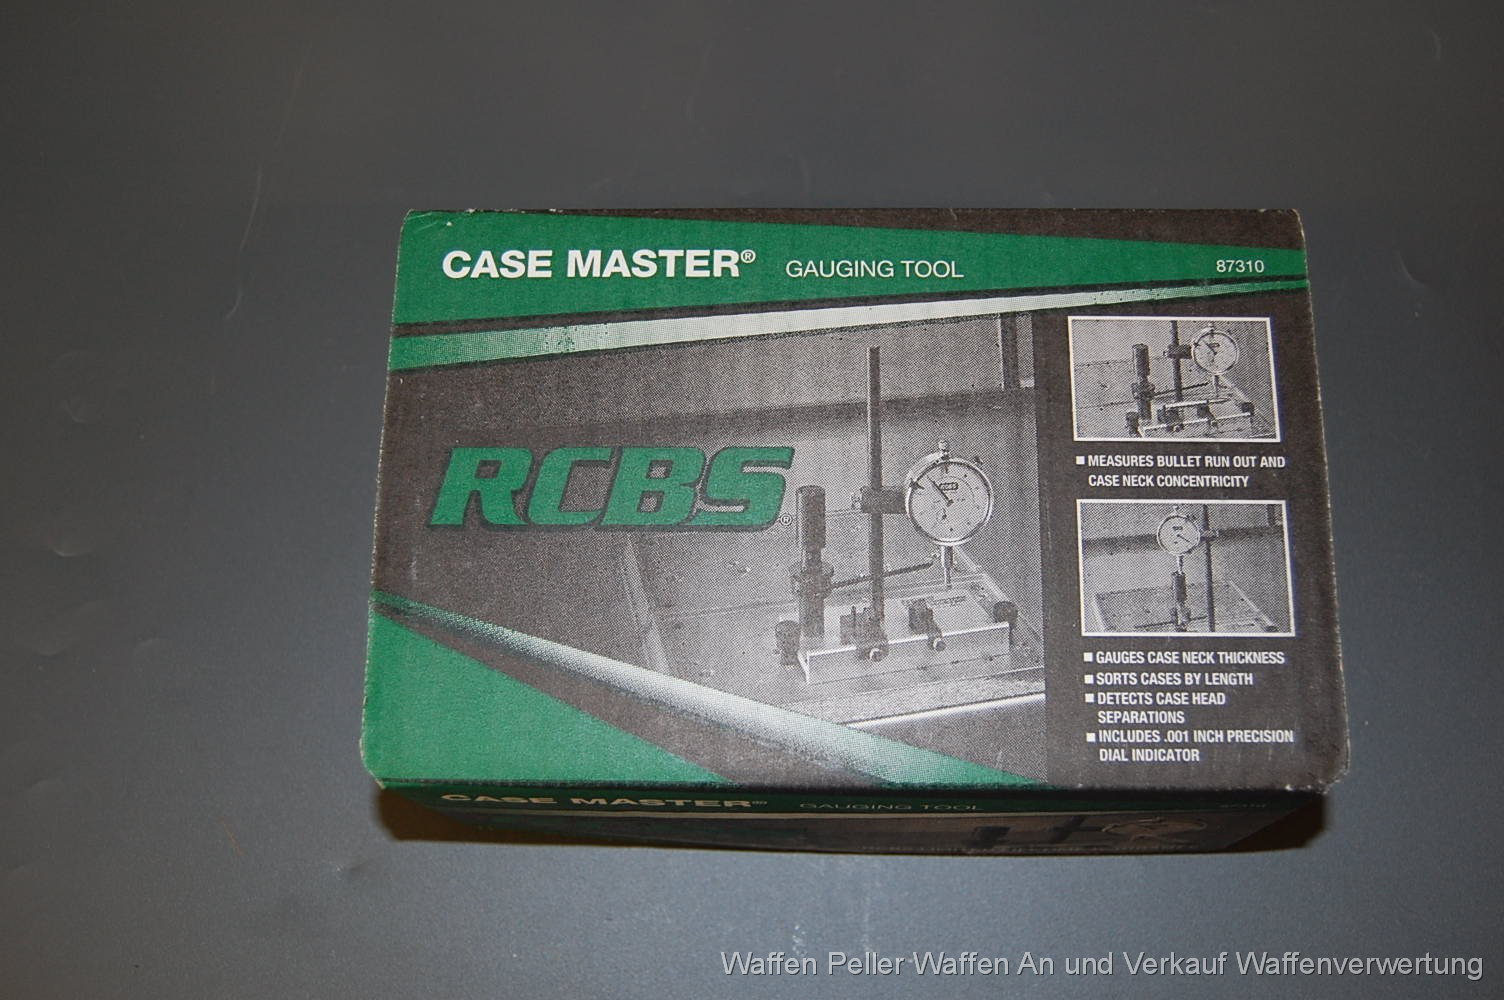 CASE MASTER® GAUGING TOOL 87310
RCBS®
RCBS
■ MEASURES BULLET RUN OUT AND
CASE NECK CONCENTRICITY
■ GAUGES CASE NECK THICKNESS
■ SORTS CASES BY LENGTH
■ DETECTS CASE HEAD
SEPARATIONS
■ INCLUDES .001 INCH PRECISION
DIAL INDICATOR
CASE MASTER® GAUGING TOOL
Waffen Peller Waffen An und Verkauf Waffenverwertung